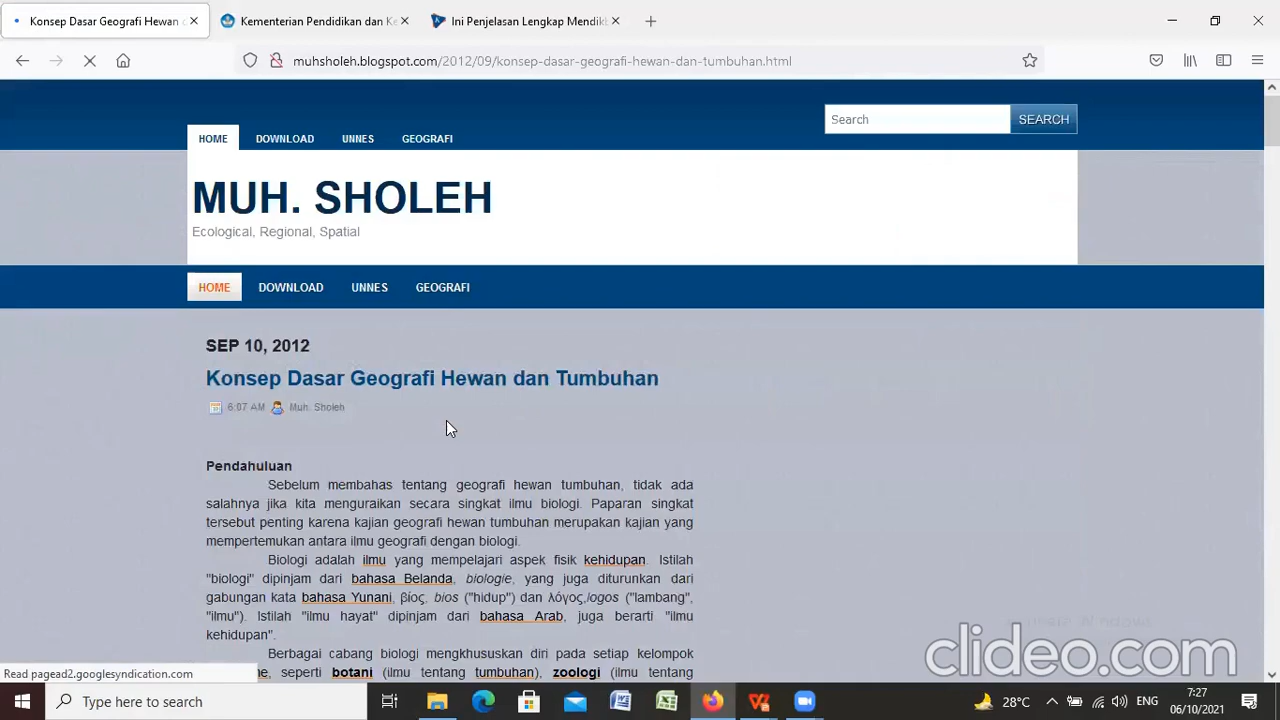 Konsep Dasar Geografi Hewan
Kementerian Pendidikan dan Ke
Ini Penjelasan Lengkap Mendikb
muhsholeh.blogspot.com/2012/09/konsep-dasar-geografi-hewan-dan-tumbuhan.html
Search SEARCH
HOME DOWNLOAD UNNES GEOGRAFI
MUH. SHOLEH
Ecological, Regional, Spatial
HOME DOWNLOAD UNNES GEOGRAFI
SEP 10, 2012
Konsep Dasar Geografi Hewan dan Tumbuhan
6:07 AM Muh. Sholeh
Pendahuluan
Sebelum membahas tentang geografi hewan tumbuhan, tidak ada
salahnya jika kita menguraikan secara singkat ilmu biologi. Paparan singkat
tersebut penting karena kajian geografi hewan tumbuhan merupakan kajian yang
mempertemukan antara ilmu geografi dengan biologi.
Biologi adalah ilmu yang mempelajari aspek fisik kehidupan. Istilah
"biologi" dipinjam dari bahasa Belanda, biologie, yang juga diturunkan dari
gabungan kata bahasa Yunani, βίος, bios ("hidup") dan λόγος,logos ("lambang",
"ilmu"). Istilah "ilmu hayat" dipinjam dari bahasa Arab, juga berarti "ilmu
kehidupan".
Berbagai cabang biologi mengkhususkan diri pada setiap kelompok
me, seperti botani (ilmu tentang tumbuhan), zoologi (ilmu tentang
Read pagead2.googlesyndication.com
clideo.com
Type here to search
28°C
ENG
7:27
06/10/2021